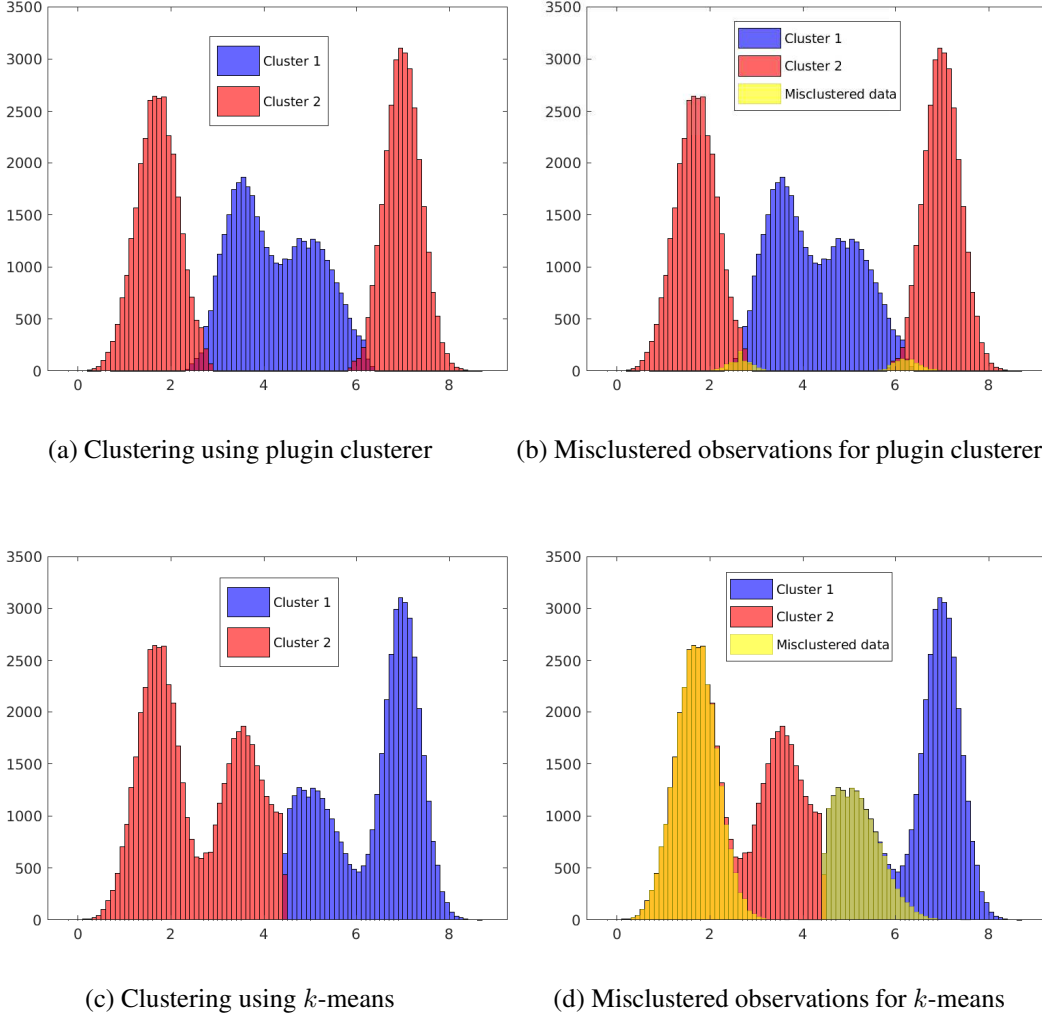 3500
3000
2500
2000
1500
1000
500
0
0 2 4 6 8
Cluster 1
Cluster 2
(a) Clustering using plugin clusterer
3500
3000
2500
2000
1500
1000
500
0
0 2 4 6 8
Cluster 1
Cluster 2
Misclustered data
(b) Misclustered observations for plugin clusterer
3500
3000
2500
2000
1500
1000
500
0
0 2 4 6 8
Cluster 1
Cluster 2
(c) Clustering using k-means
3500
3000
2500
2000
1500
1000
500
0
0 2 4 6 8
Cluster 1
Cluster 2
Misclustered data
(d) Misclustered observations for k-means